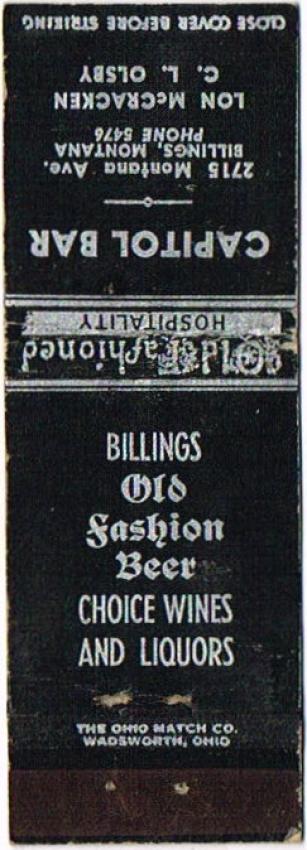 CLOSE COVER BEFORE STRIKING
CAPITOL BAR
2715 Montana Ave.
BILLINGS, MONTANA
PHONE 5476
LON McCRACKEN
C. L. OLSBY
Old Fashioned
HOSPITALITY
BILLINGS
Old
Fashion
Beer
CHOICE WINES
AND LIQUORS
THE OHIO MATCH CO.
WADSWORTH, OHIO